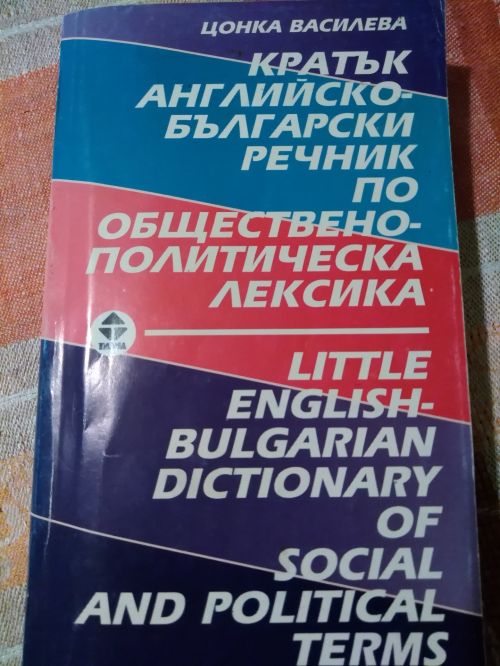 ЦОНКА ВАСИЛЕВА
КРАТЪК
АНГЛИЙСКО-
БЪЛГАРСКИ
РЕЧНИК
ПО
ОБЩЕСТВЕНО-
ПОЛИТИЧЕСКА
ЛЕКСИКА
LITTLE
ENGLISH-
BULGARIAN
DICTIONARY
OF
SOCIAL
AND POLITICAL
TERMS